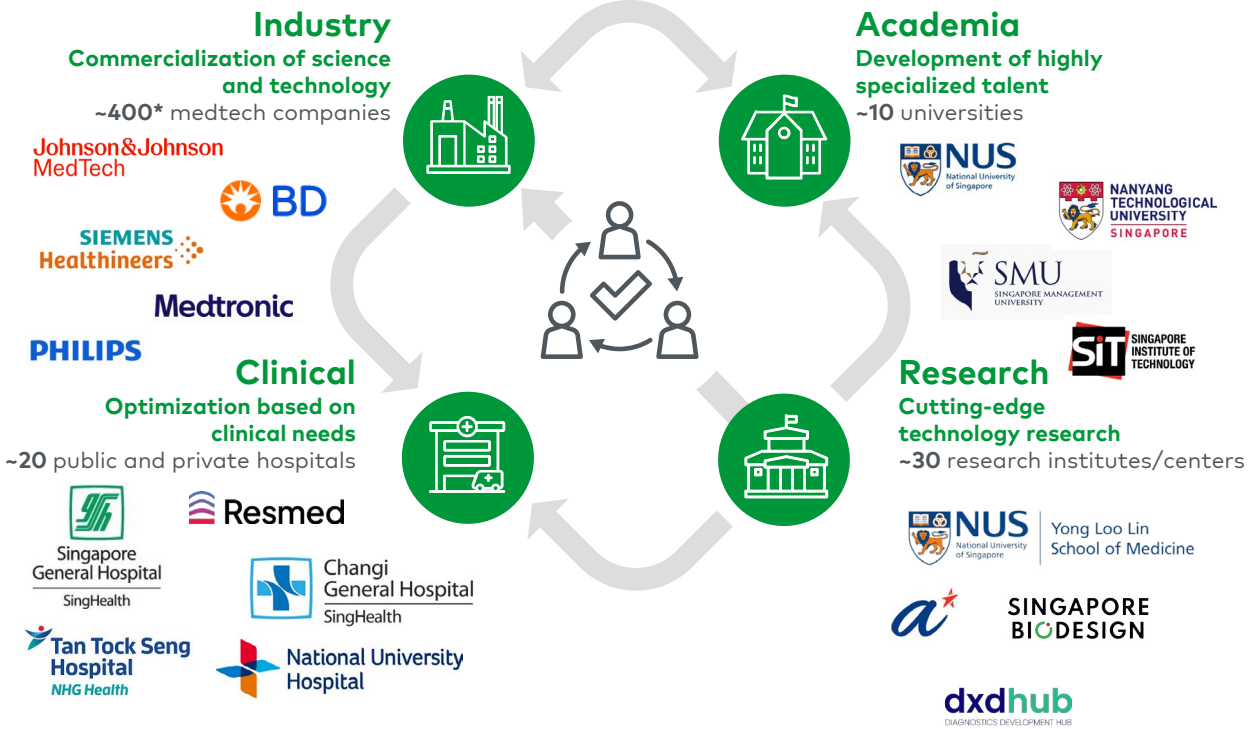 Industry
Commercialization of science
and technology
~400* medtech companies
Johnson&Johnson
MedTech
BD
SIEMENS
Healthineers
Medtronic
PHILIPS
Academia
Development of highly
specialized talent
~10 universities
NUS
National University
of Singapore
NANYANG
TECHNOLOGICAL
UNIVERSITY
SINGAPORE
SMU
SINGAPORE MANAGEMENT
UNIVERSITY
SiT
SINGAPORE
INSTITUTE OF
TECHNOLOGY
Clinical
Optimization based on
clinical needs
~20 public and private hospitals
Singapore
General Hospital
SingHealth
Resmed
Changi
General Hospital
SingHealth
Tan Tock Seng
Hospital
NHG Health
National University
Hospital
Research
Cutting-edge
technology research
~30 research institutes/centers
NUS
National University
of Singapore
Yong Loo Lin
School of Medicine
a
SINGAPORE
BIODESIGN
dxdhub
DIAGNOSTICS DEVELOPMENT HUB